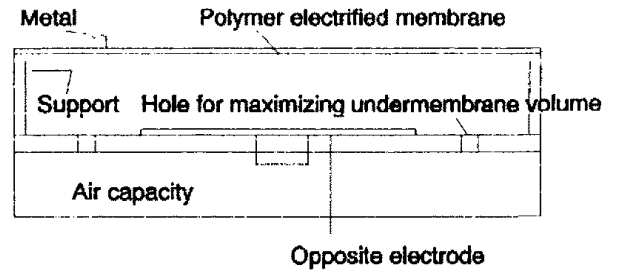 Metal
Polymer electrified membrane
Support
Hole for maximizing undermembrane volume
Air capacity
Opposite electrode